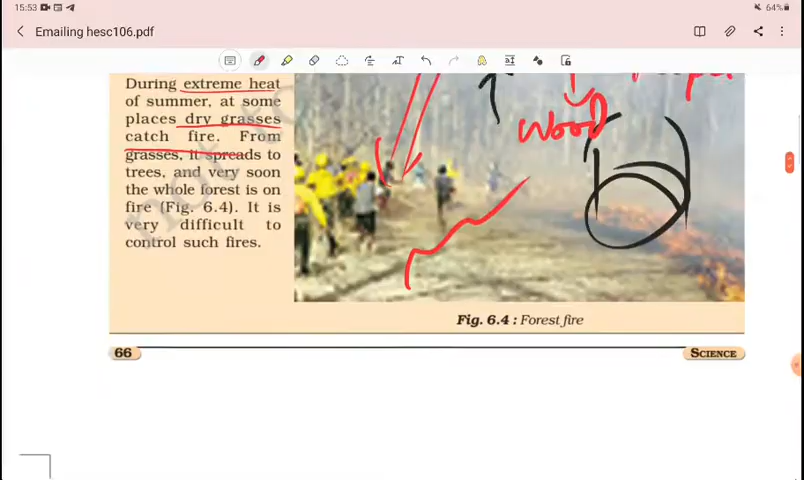 15:53
64%
Emailing hesc106.pdf
During extreme heat
of summer, at some
places dry grasses
catch fire. From
grasses, it spreads to
trees, and very soon
the whole forest is on
fire (Fig. 6.4). It is
very difficult to
control such fires.
wood
Fig. 6.4 : Forest fire
66
SCIENCE